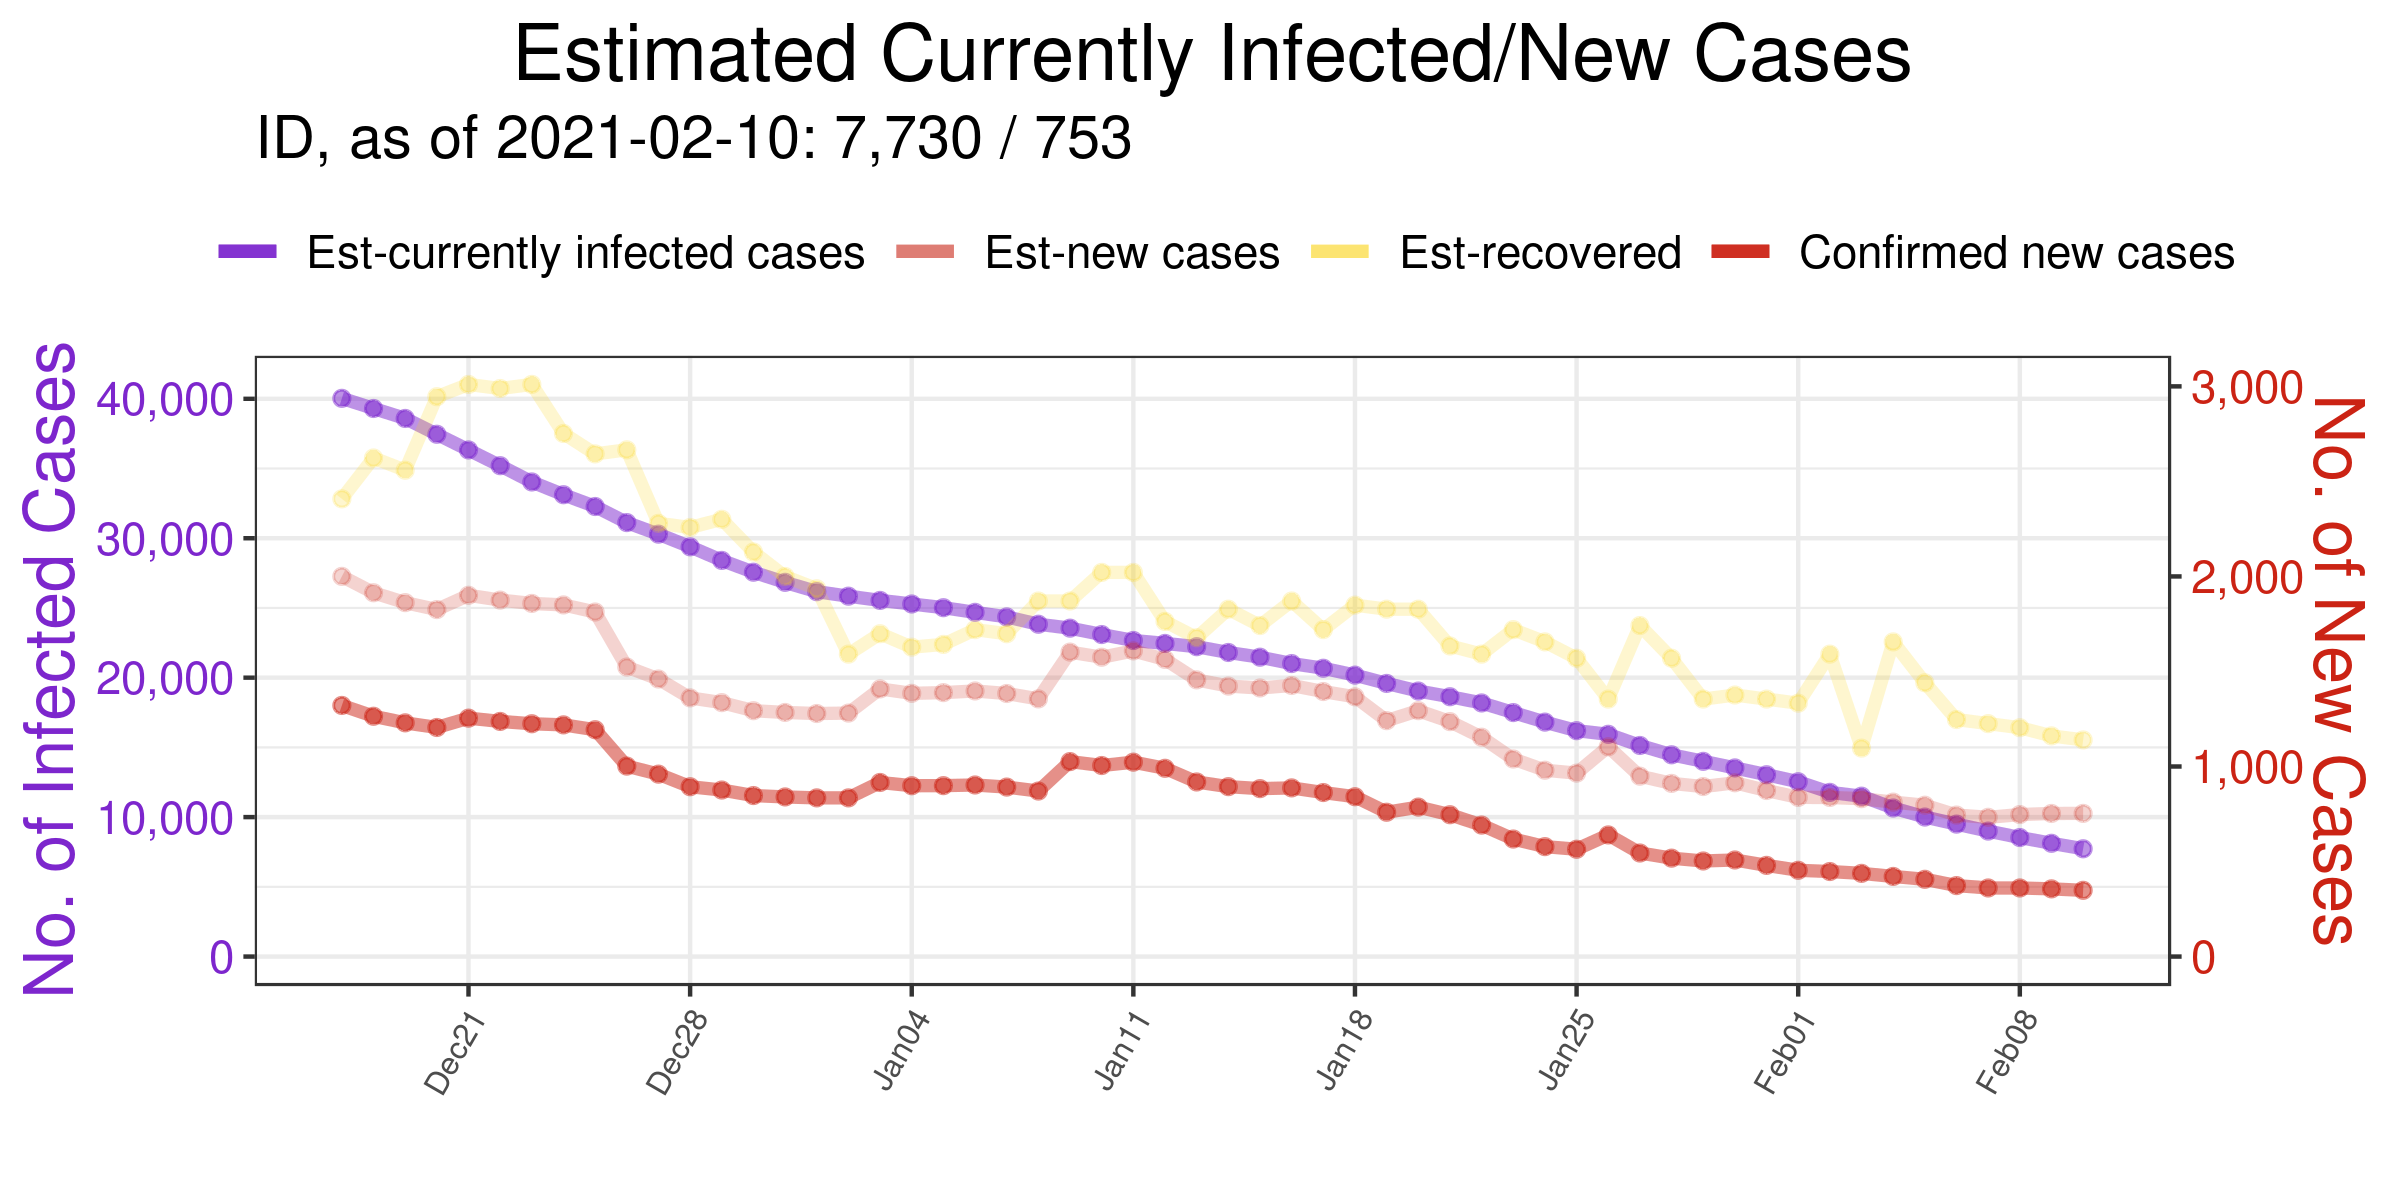 Estimated Currently Infected/New Cases
ID, as of 2021-02-10: 7,730 / 753
Est-currently infected cases
Est-new cases
Est-recovered
Confirmed new cases
No. of Infected Cases
40,000
30,000
20,000
10,000
0
3,000
2,000
1,000
0
No. of New Cases
Dec21
Dec28
Jan04
Jan11
Jan18
Jan25
Feb01
Feb08